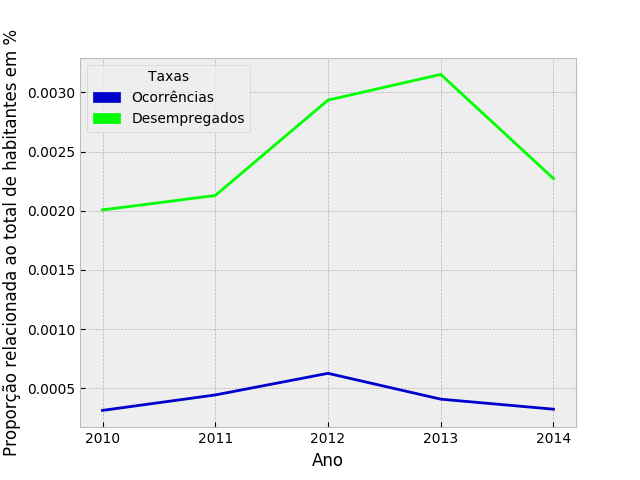 Proporção relacionada ao total de habitantes em %
Taxas
Ocorrências
Desempregados
0.0030
0.0025
0.0020
0.0015
0.0010
0.0005
2010 2011 2012 2013 2014
Ano